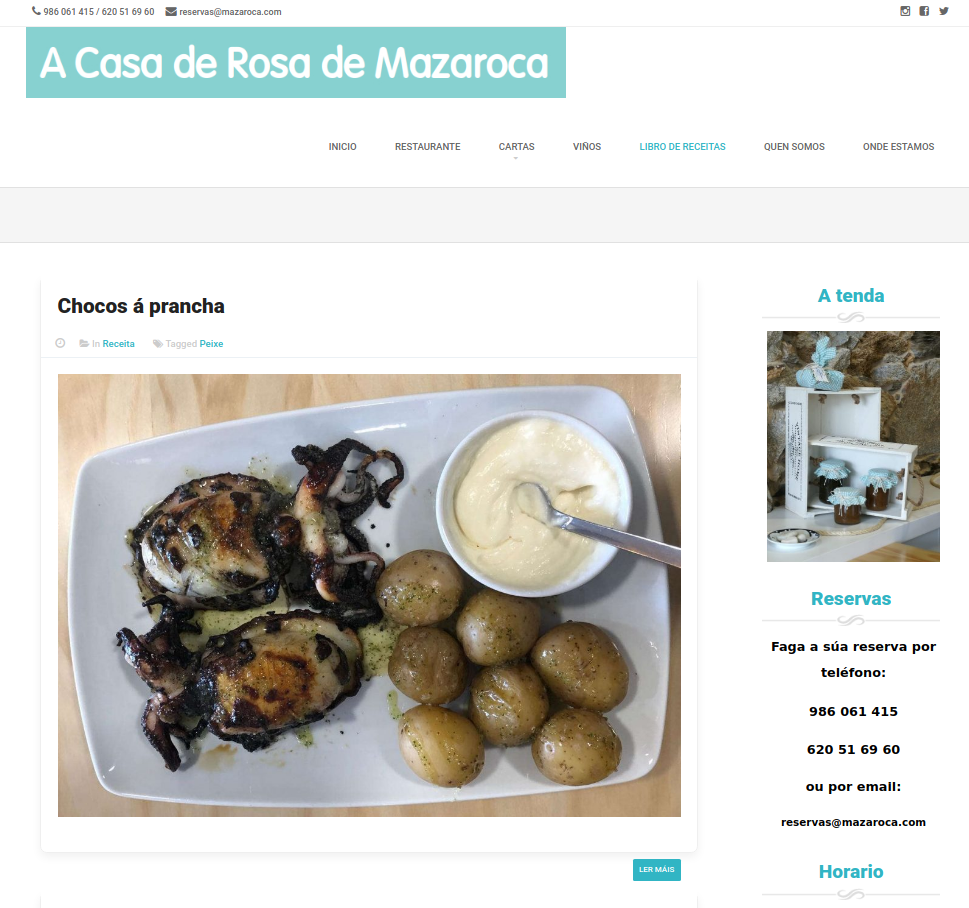 986 061 415 / 620 51 69 60 reservas@mazaroca.com
A Casa de Rosa de Mazaroca
INICIO RESTAURANTE CARTAS VIÑOS LIBRO DE RECEITAS QUEN SOMOS ONDE ESTAMOS
Chocos á prancha
In Receita Tagged Peixe
LER MÁIS
A tenda
Reservas
Faga a súa reserva por
teléfono:
986 061 415
620 51 69 60
ou por email:
reservas@mazaroca.com
Horario